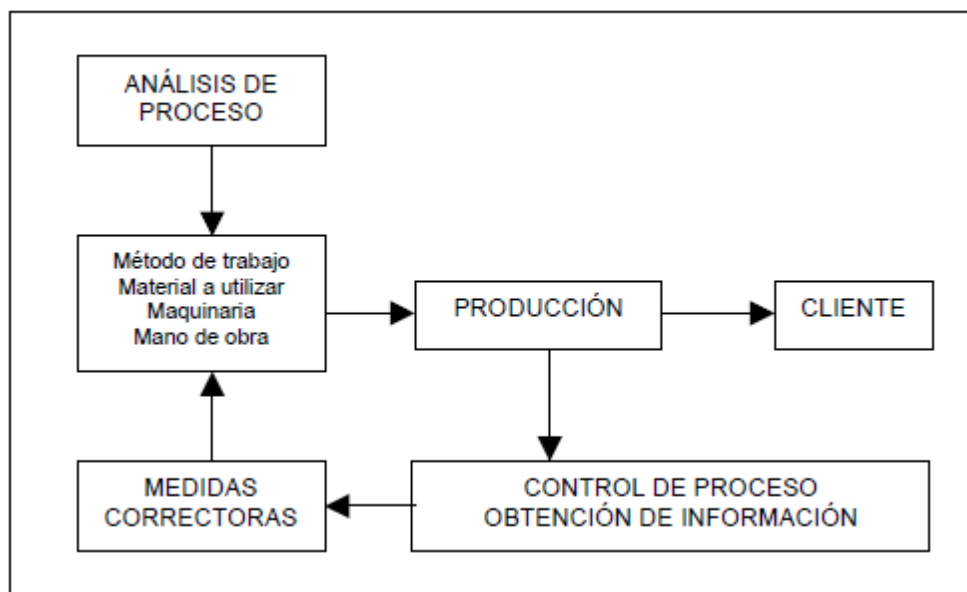 ANÁLISIS DE
PROCESO
Método de trabajo
Material a utilizar
Maquinaria
Mano de obra
PRODUCCIÓN
CLIENTE
MEDIDAS
CORRECTORAS
CONTROL DE PROCESO
OBTENCIÓN DE INFORMACIÓN